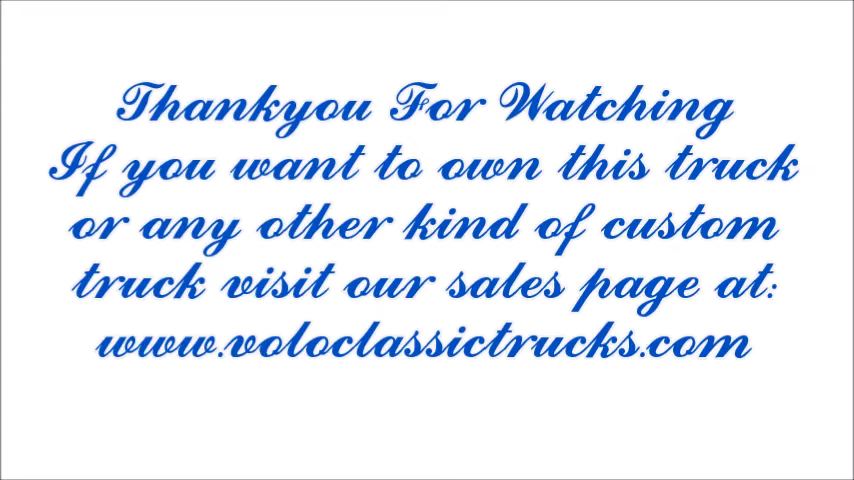 Thankyou For Watching
If you want to own this truck
or any other kind of custom
truck visit our sales page at:
www.voloclassictrucks.com